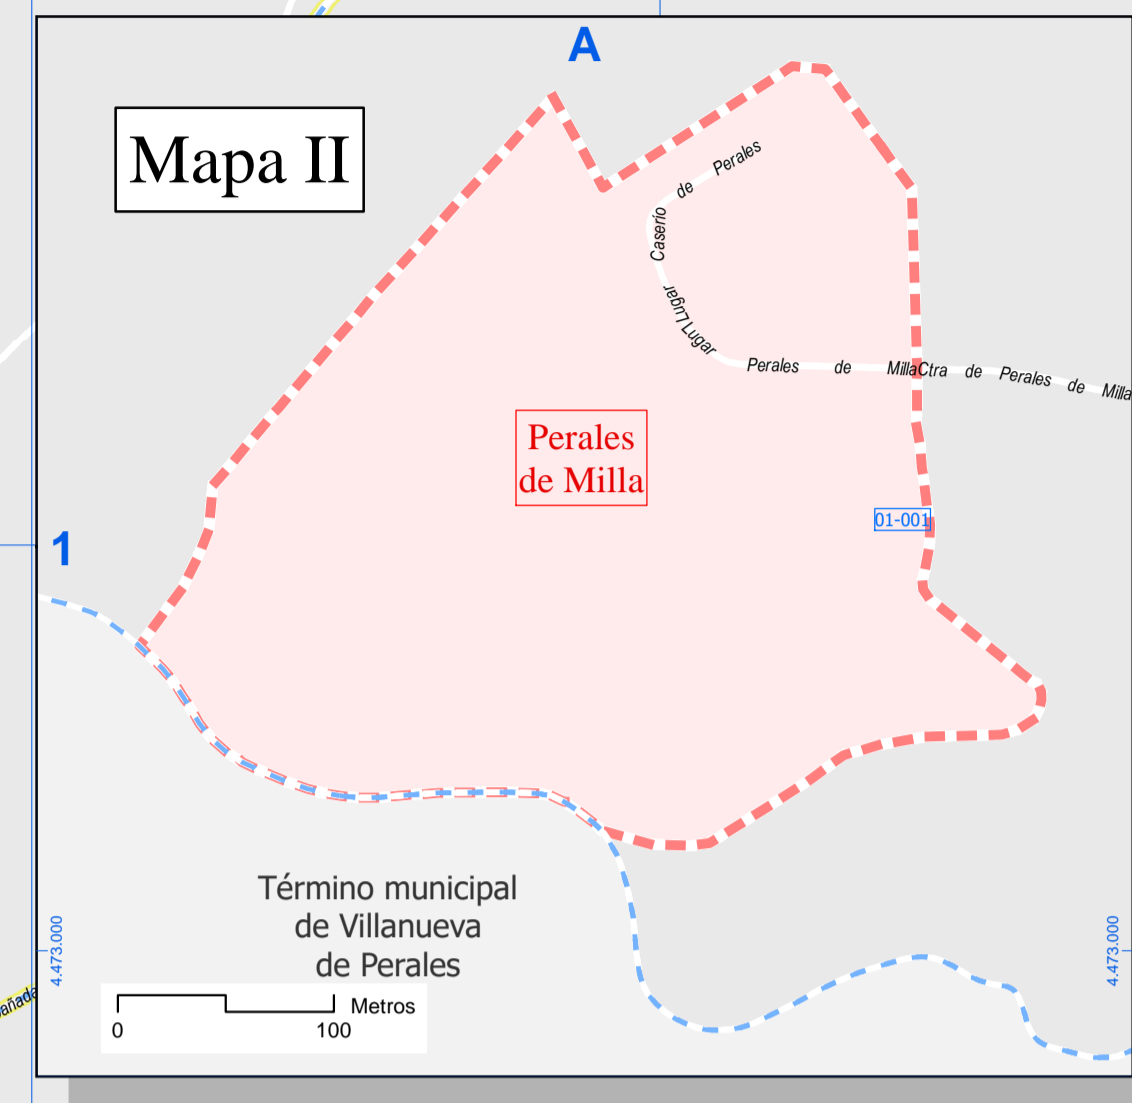 A
Mapa II
Caserío de Perales
Lugar Lugar
Perales de Milla
Ctra de Perales de Milla
Perales
de Milla
01-001
1
Término municipal
de Villanueva
de Perales
4.473.000
4.473.000
Metros
0 100